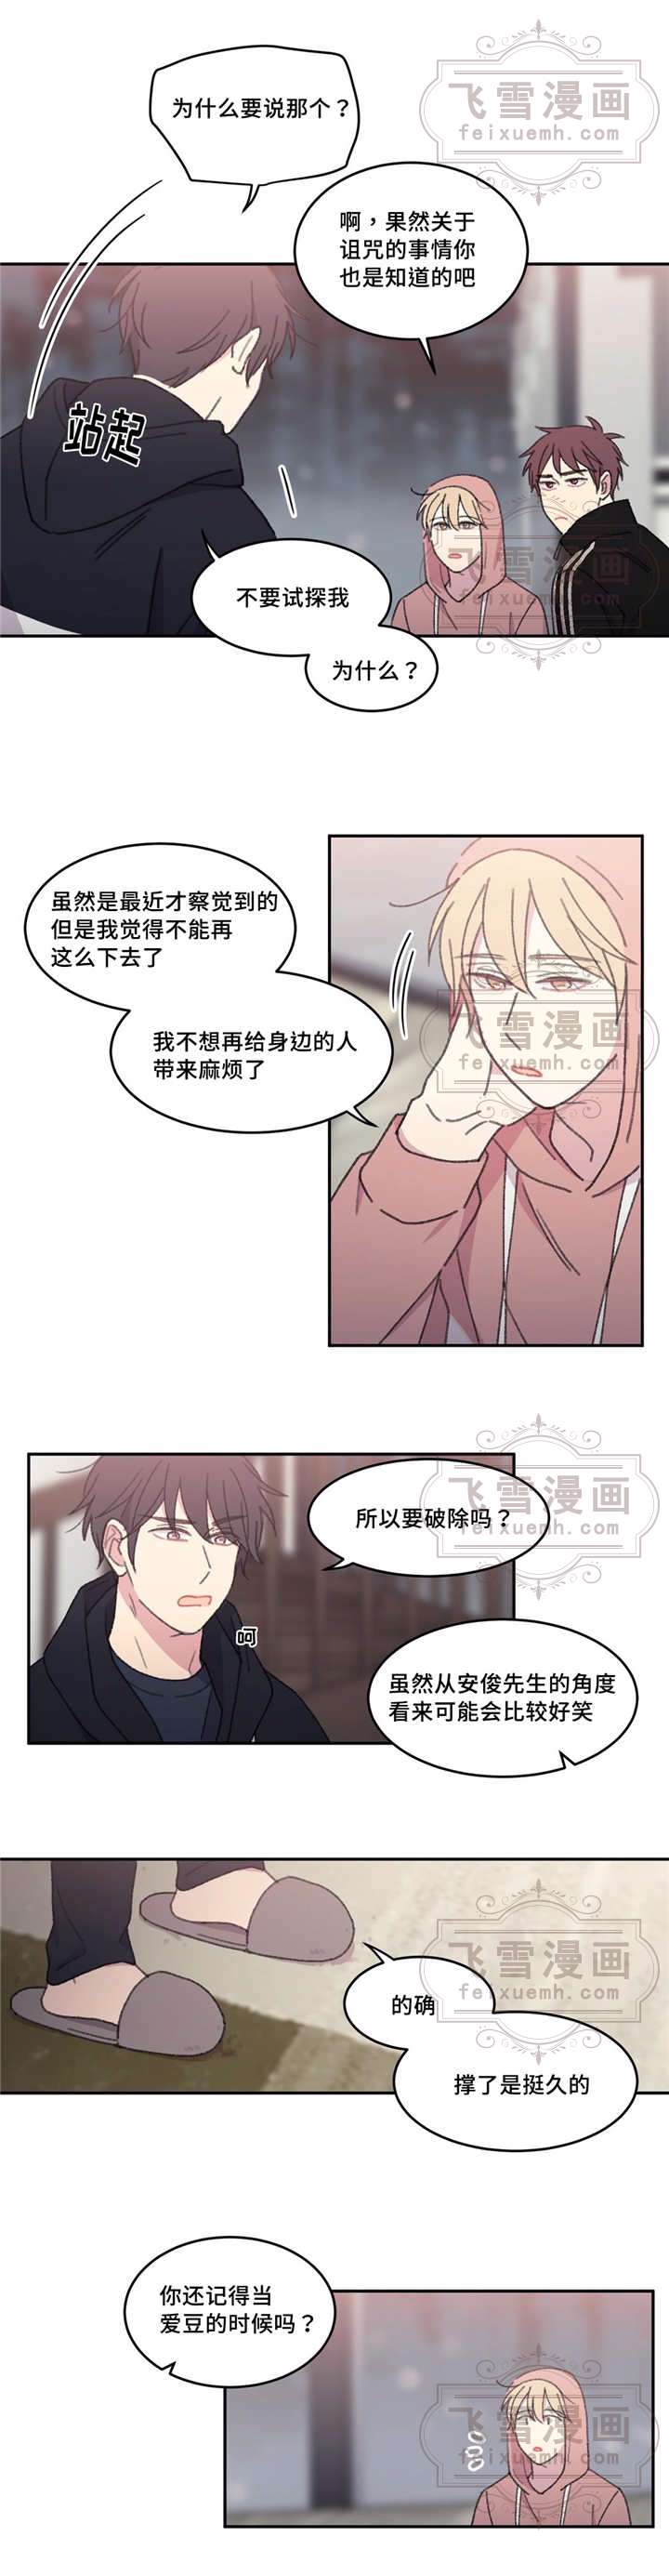 飞雪漫画
feixuemh.com
为什么要说那个？
啊，果然关于
诅咒的事情你
也是知道的吧
站起
飞雪漫画
feixuemh.com
不要试探我
为什么？
虽然是最近才察觉到的
但是我觉得不能再
这么下去了
飞雪漫画
feixuemh.com
我不想再给身边的人
带来麻烦了
飞雪漫画
feixuemh.com
所以要破除吗？
呵
虽然从安俊先生的角度
看来可能会比较好笑
飞雪漫画
feixuemh.com
的确
撑了是挺久的
你还记得当
爱豆的时候吗？
飞雪漫画
feixuemh.com